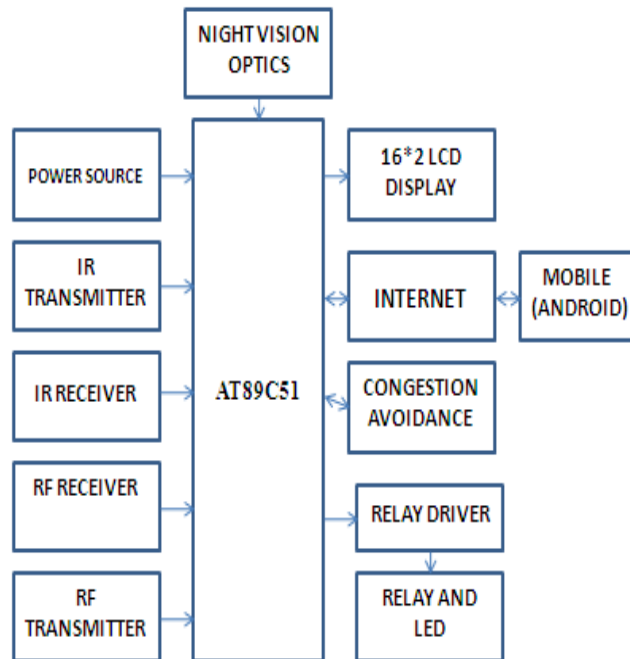 NIGHT VISION
OPTICS
POWER SOURCE
16*2 LCD
DISPLAY
IR
TRANSMITTER
INTERNET
MOBILE
(ANDROID)
IR RECEIVER
AT89C51
CONGESTION
AVOIDANCE
RF RECEIVER
RELAY DRIVER
RF
TRANSMITTER
RELAY AND
LED